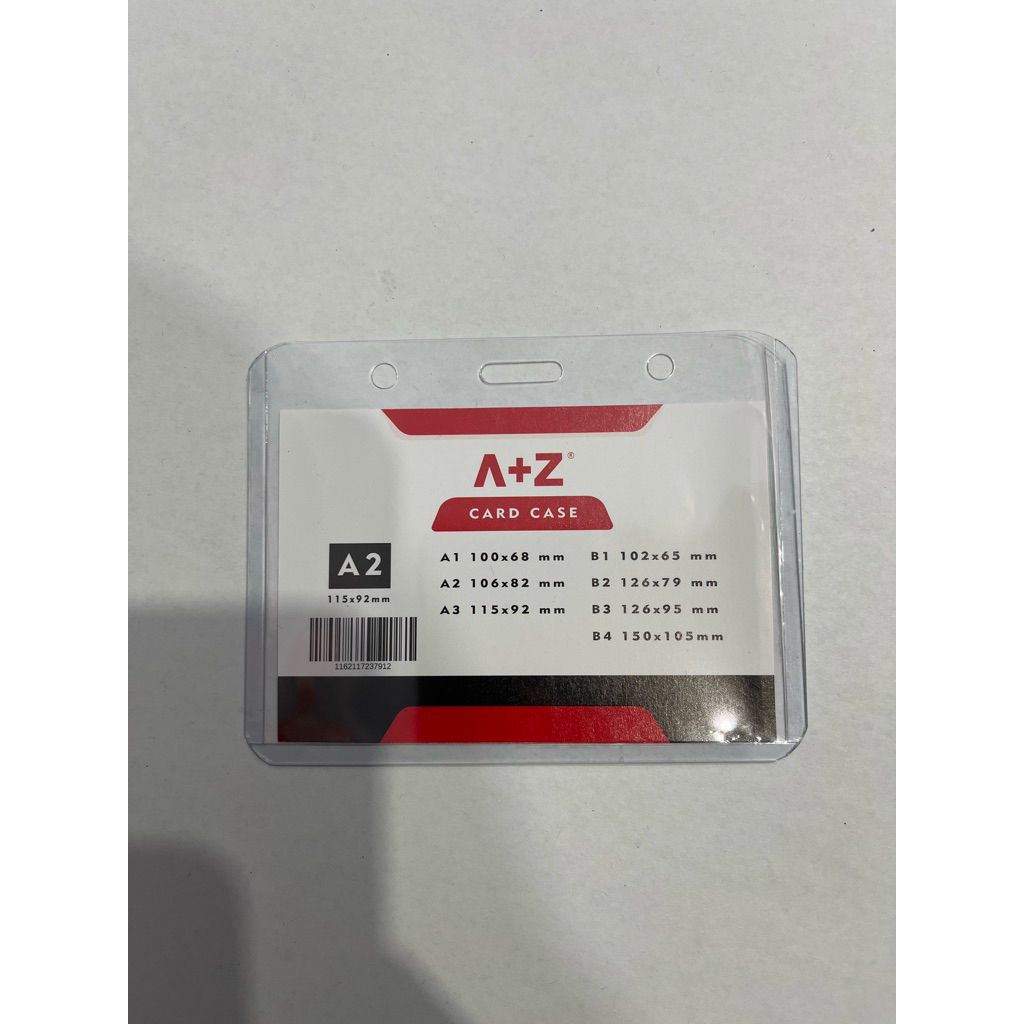 Λ+Z®
CARD CASE
A2
115x92mm
1162117237912
A1 100x68 mm
A2 106x82 mm
A3 115x92 mm
B1 102x65 mm
B2 126x79 mm
B3 126x95 mm
B4 150x105mm